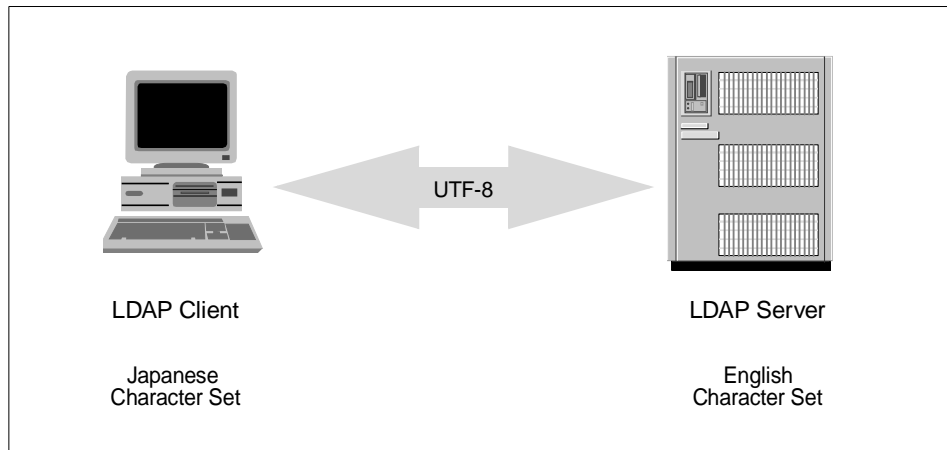 UTF-8
LDAP Client
LDAP Server
Japanese
Character Set
English
Character Set